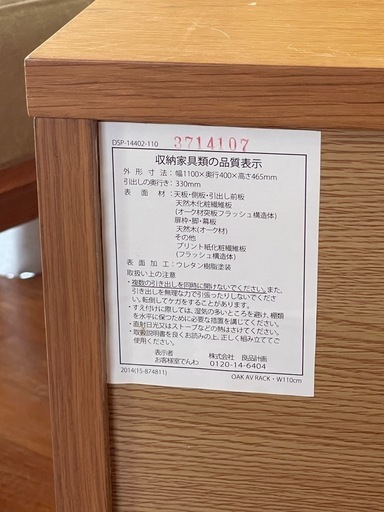 DSP-14402-110 3714107
収納家具類の品質表示
外形寸法：幅1100×奥行400×高さ465mm
引出しの奥行き：330mm
表面材：天板・側板・引出し前板
天然木化粧繊維板
(オーク材突板フラッシュ構造体)
扉枠・脚・幕板
天然木(オーク材)
その他
プリント紙化粧繊維板
(フラッシュ構造体)
表面加工：ウレタン樹脂塗装
取扱い上の注意
・複数の引き出しを同時に開けないでください。また、
引き出しを無理な力で引張ったりしないでくださ
い。転倒してケガをすることがあります。
・すえ付けに際しては、湿気の多いところを避け、棚類
を水平に保つために必要な措置を講じてください。
・直射日光又はストーブなどの熱はさけてください。
・取扱説明書を良くお読みの上、正しく組み立ててご
使用ください。
表示者 株式会社 良品計画
お客様室でんわ 0120-14-6404
2014(15-874811) OAK AV RACK・W110cm